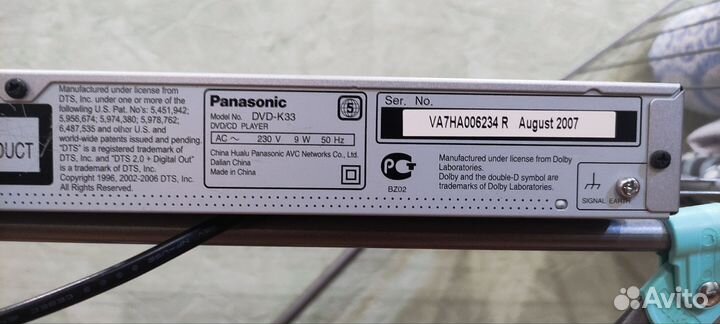 Manufactured under license from
DTS, Inc. under one or more of the
following U.S. Pat. No's. 5,451,942;
5,956,674; 5,974,380; 5,978,762;
6,487,535 and other U.S. and
world-wide patents issued and pending.
"DTS" is a registered trademark of
DTS, Inc. and "DTS 2.0 + Digital Out"
is a trademark of DTS, Inc.
Copyright 1996, 2002-2006 DTS, Inc.
All Rights Reserved.
DUCT
Panasonic
5
Model No. DVD-K33
DVD/CD PLAYER
AC ~ 230 V 9 W 50 Hz
China Hualu Panasonic AVC Networks Co., Ltd.
Dalian China
Made in China
Ser. No.
VA7HA006234 R August 2007
РСТ
BZ02
Manufactured under license from Dolby
Laboratories.
Dolby and the double-D symbol are
trademarks of Dolby Laboratories.
SIGNAL EARTH
Avito